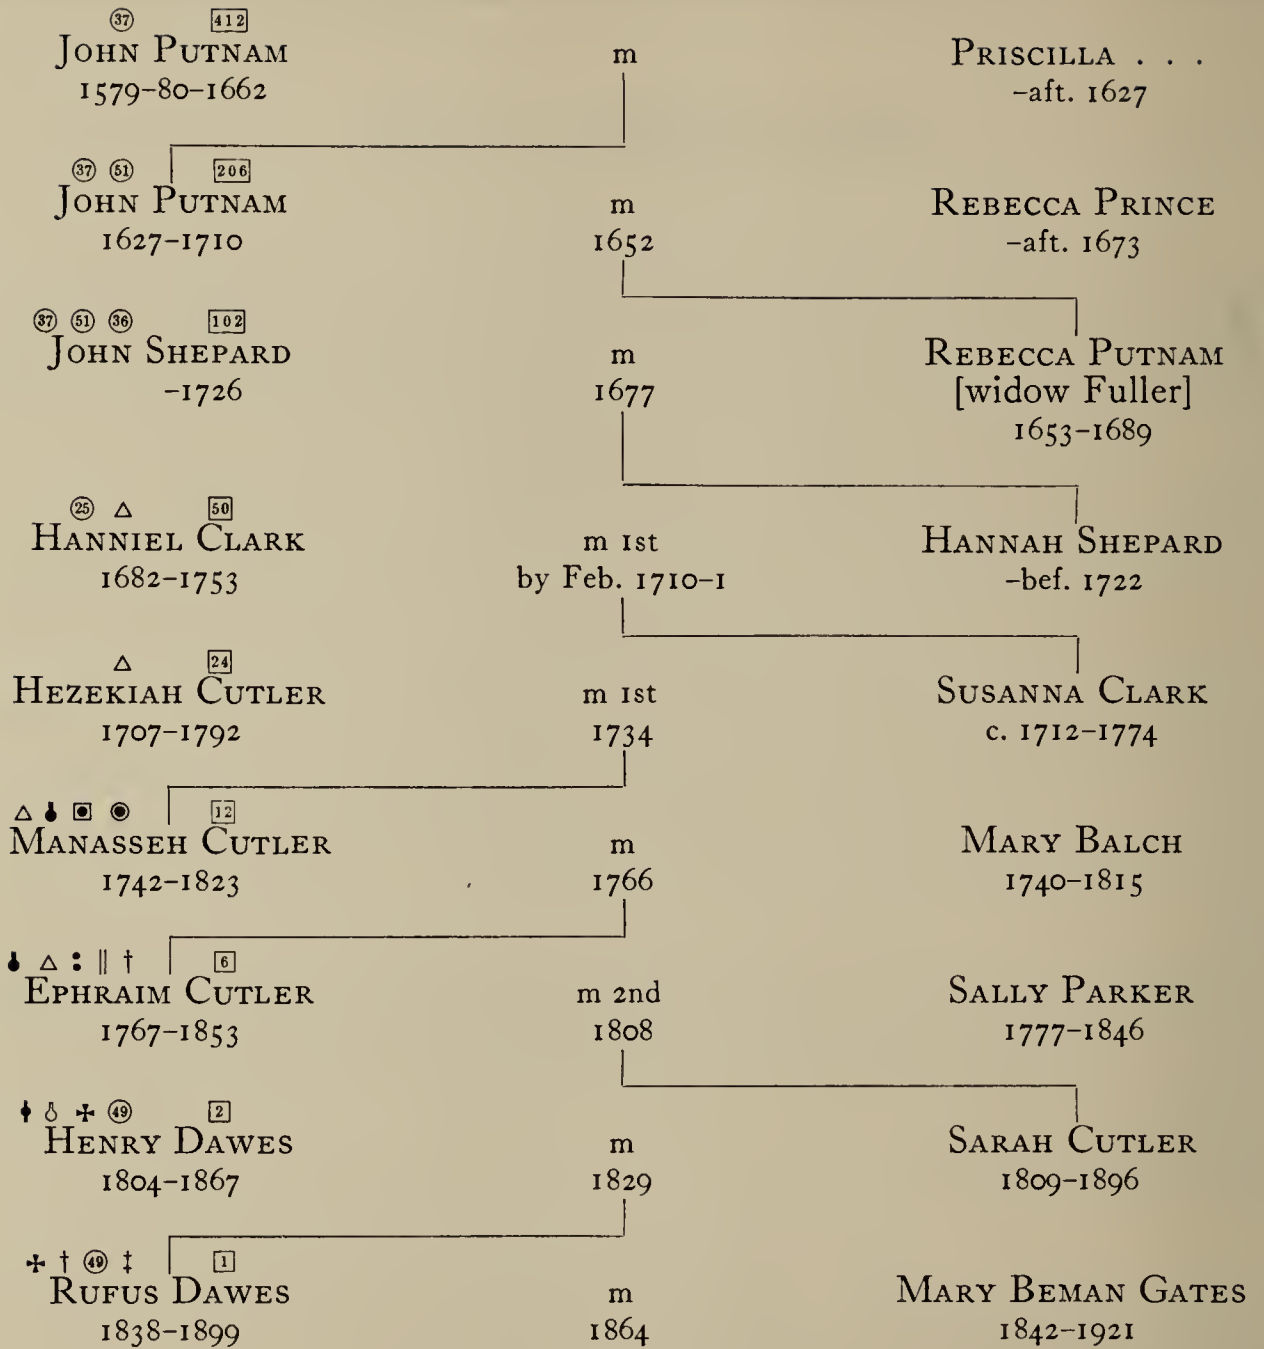 ㊲ 412
John Putnam m Priscilla . . .
1579-80-1662 -aft. 1627
㊲ 51 206
John Putnam m Rebecca Prince
1627-1710 1652 -aft. 1673
㊲ 51 36 102
John Shepard m Rebecca Putnam
-1726 1677 [widow Fuller]
1653-1689
25 △ 50
Hanniel Clark m 1st Hannah Shepard
1682-1753 by Feb. 1710-1 -bef. 1722
△ 24
Hezekiah Cutler m 1st Susanna Clark
1707-1792 1734 c. 1712-1774
△ 12
Manasseh Cutler m Mary Balch
1742-1823 1766 1740-1815
△ : || † 6
Ephraim Cutler m 2nd Sally Parker
1767-1853 1808 1777-1846
✢ 49 2
Henry Dawes m Sarah Cutler
1804-1867 1829 1809-1896
✢ † 49 ‡ 1
Rufus Dawes m Mary Beman Gates
1838-1899 1864 1842-1921